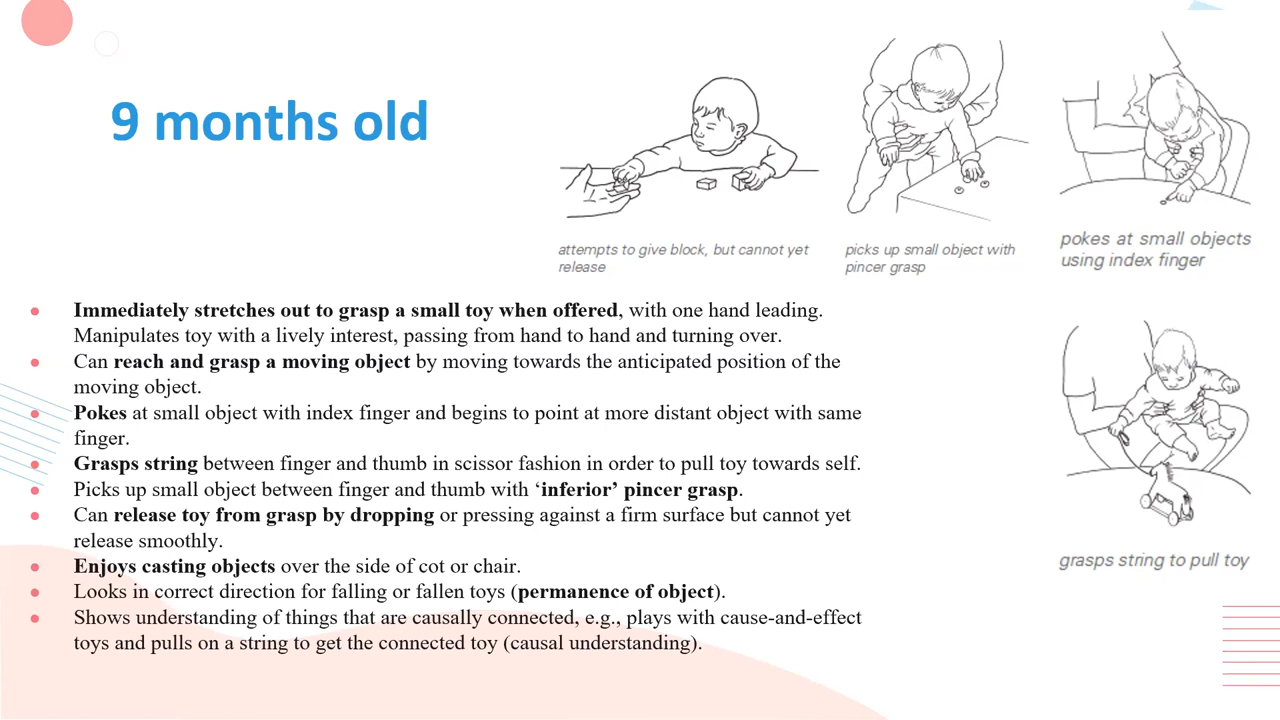 9 months old
attempts to give block, but cannot yet
release
picks up small object with
pincer grasp
pokes at small objects
using index finger
● Immediately stretches out to grasp a small toy when offered, with one hand leading.
Manipulates toy with a lively interest, passing from hand to hand and turning over.
● Can reach and grasp a moving object by moving towards the anticipated position of the
moving object.
● Pokes at small object with index finger and begins to point at more distant object with same
finger.
● Grasps string between finger and thumb in scissor fashion in order to pull toy towards self.
● Picks up small object between finger and thumb with ‘inferior’ pincer grasp.
● Can release toy from grasp by dropping or pressing against a firm surface but cannot yet
release smoothly.
● Enjoys casting objects over the side of cot or chair.
● Looks in correct direction for falling or fallen toys (permanence of object).
● Shows understanding of things that are causally connected, e.g., plays with cause-and-effect
toys and pulls on a string to get the connected toy (causal understanding).
grasps string to pull toy